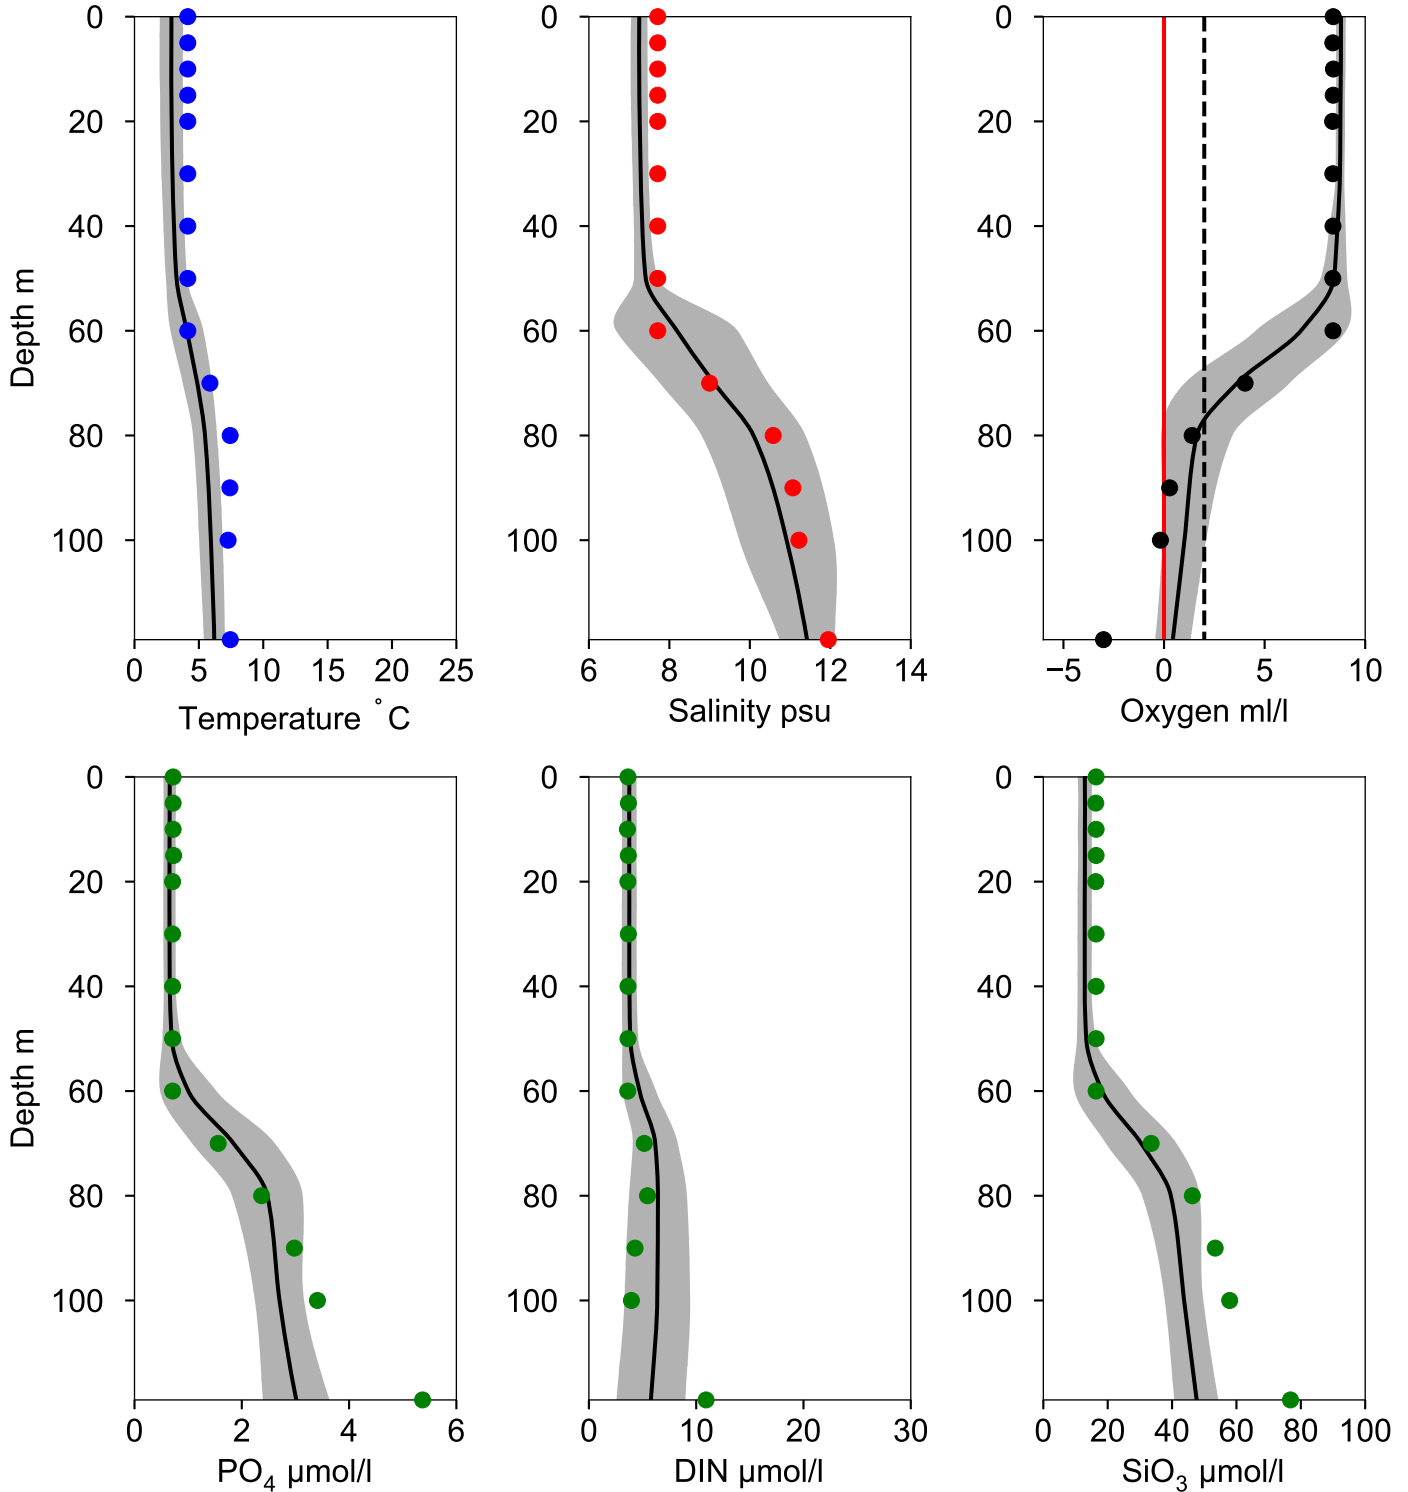 0
20
40
60
80
100
Depth m
0 5 10 15 20 25
Temperature °C
0
20
40
60
80
100
6 8 10 12 14
Salinity psu
0
20
40
60
80
100
−5 0 5 10
Oxygen ml/l
0
20
40
60
80
100
Depth m
0 2 4 6
PO₄ µmol/l
0
20
40
60
80
100
0 10 20 30
DIN µmol/l
0
20
40
60
80
100
0 20 40 60 80 100
SiO₃ µmol/l